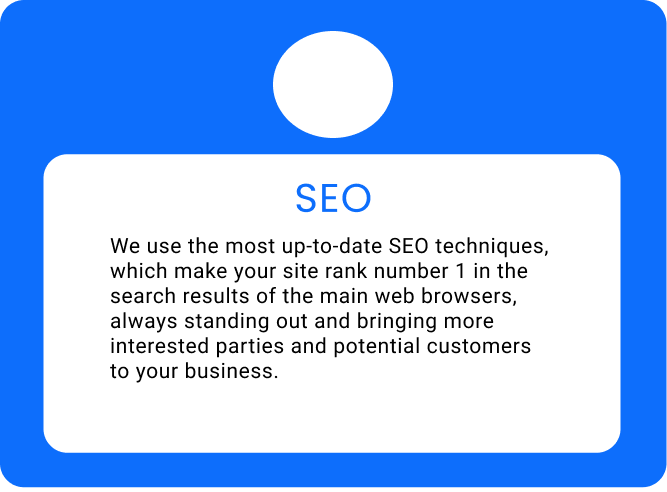 SEO
We use the most up-to-date SEO techniques,
which make your site rank number 1 in the
search results of the main web browsers,
always standing out and bringing more
interested parties and potential customers
to your business.